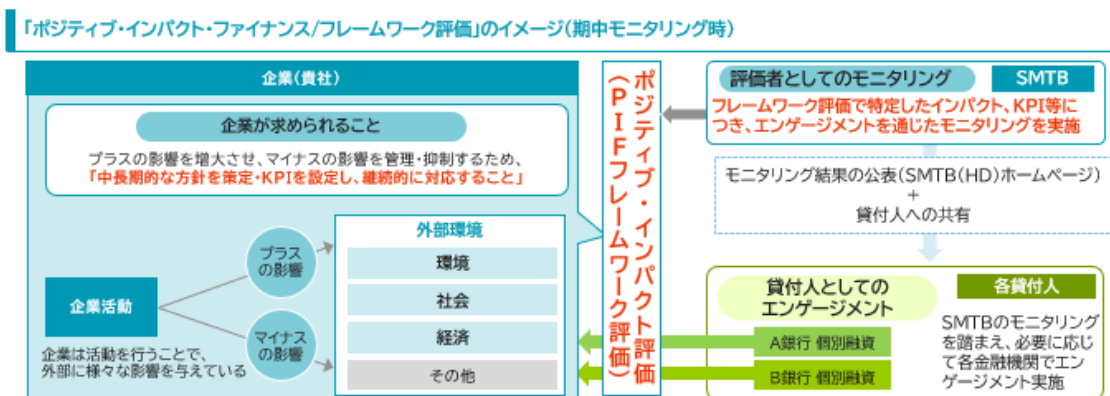 「ポジティブ・インパクト・ファイナンス/フレームワーク評価」のイメージ(期中モニタリング時)
企業(貴社)
企業が求められること
プラスの影響を増大させ、マイナスの影響を管理・抑制するため、
「中長期的な方針を策定・KPIを設定し、継続的に対応すること」
外部環境
環境
社会
経済
その他
プラス
の影響
マイナス
の影響
企業活動
企業は活動を行うことで、
外部に様々な影響を与えている
ポジティブ・インパクト評価
(PIFフレームワーク評価)
評価者としてのモニタリング
SMTB
フレームワーク評価で特定したインパクト、KPI等に
つき、エンゲージメントを通じたモニタリングを実施
モニタリング結果の公表(SMTB(HD)ホームページ)
+
貸付人への共有
貸付人としての
エンゲージメント
各貸付人
A銀行 個別融資
B銀行 個別融資
SMTBのモニタリング
を踏まえ、必要に応じ
て各金融機関でエン
ゲージメント実施